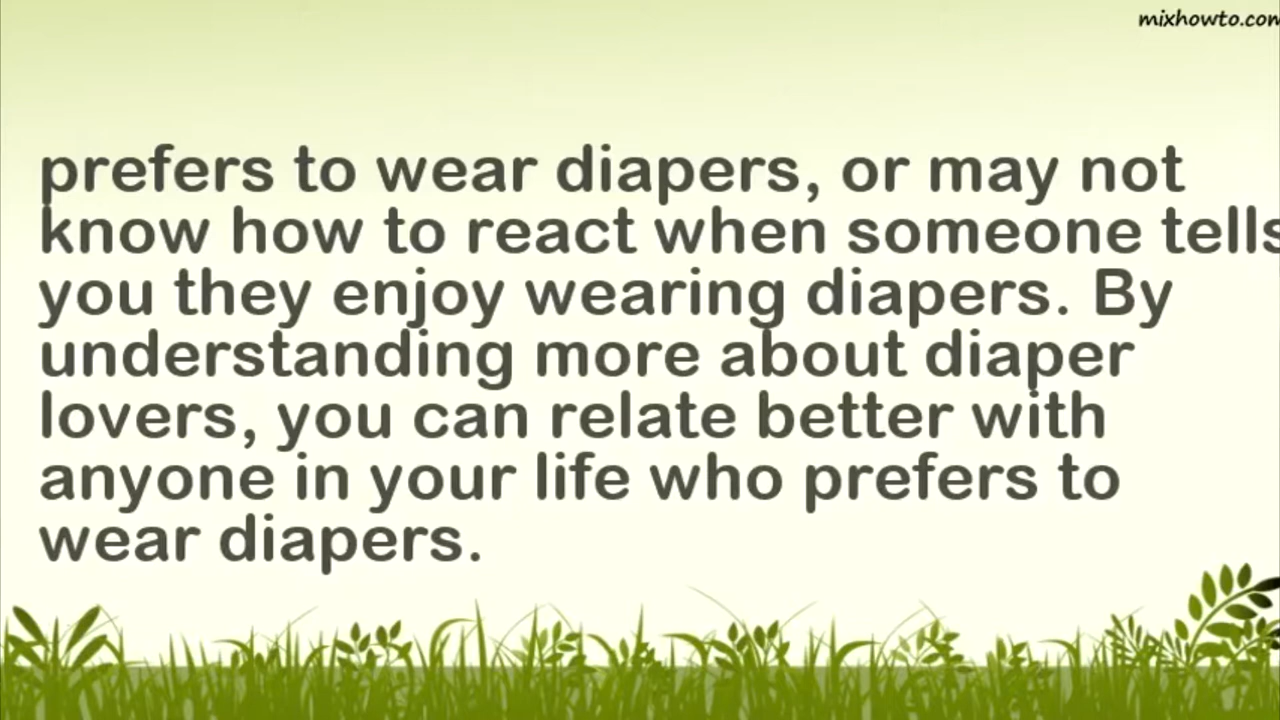 mixhowto.com
prefers to wear diapers, or may not
know how to react when someone tells
you they enjoy wearing diapers. By
understanding more about diaper
lovers, you can relate better with
anyone in your life who prefers to
wear diapers.